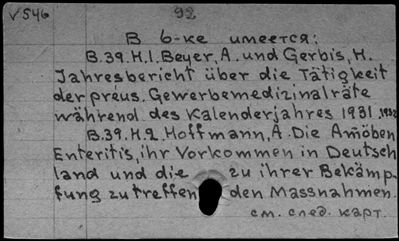 V546 92
В б-ке имеется:
B.39.H.1. Beyer, A. und Gerbis, H.
Jahresbericht über die Tätigkeit
der preus. Gewerbemedizinalräte
während des Kalenderjahres 1931, 1932
B.39.H.2. Hoffmann, A. Die Amöben
Enteritis, ihr Vorkommen in Deutsch
land und die zu ihrer Bekämp-
fung zu treffen den Massnahmen.
см. след. карт.